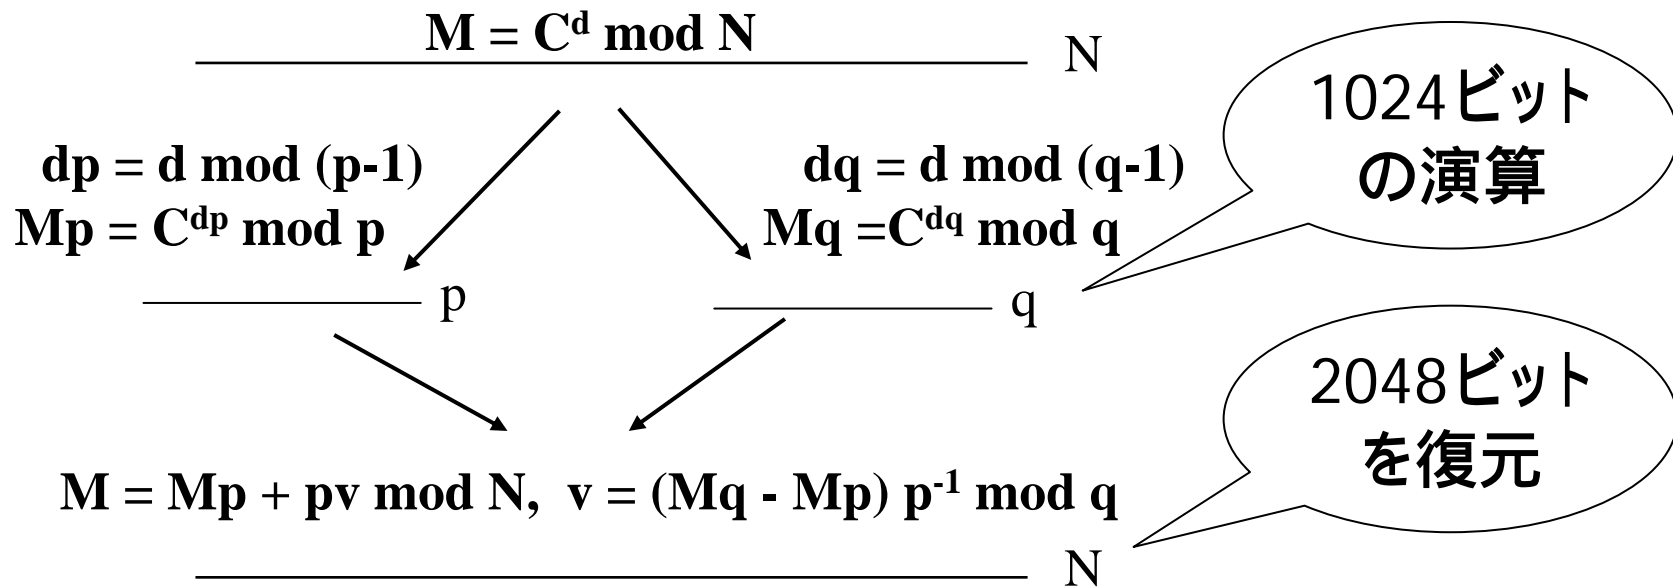 M = C^d mod N
N
1024ビット
の演算
dp = d mod (p-1)
Mp = C^dp mod p
dq = d mod (q-1)
Mq =C^dq mod q
p
q
2048ビット
を復元
M = Mp + pv mod N, v = (Mq - Mp) p^-1 mod q
N